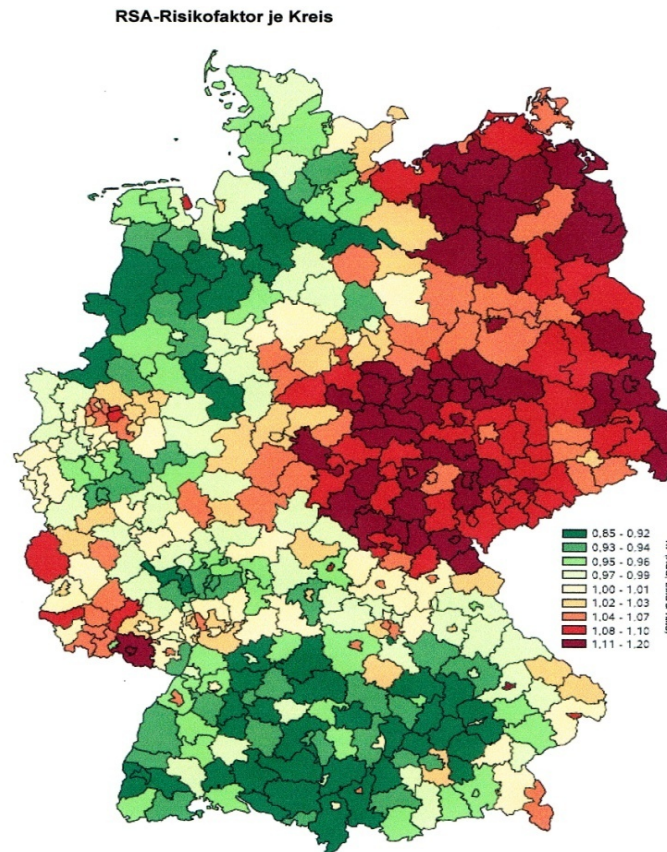 RSA-Risikofaktor je Kreis
0,85 - 0,92
0,93 - 0,94
0,95 - 0,96
0,97 - 0,99
1,00 - 1,01
1,02 - 1,03
1,04 - 1,07
1,08 - 1,10
1,11 - 1,20